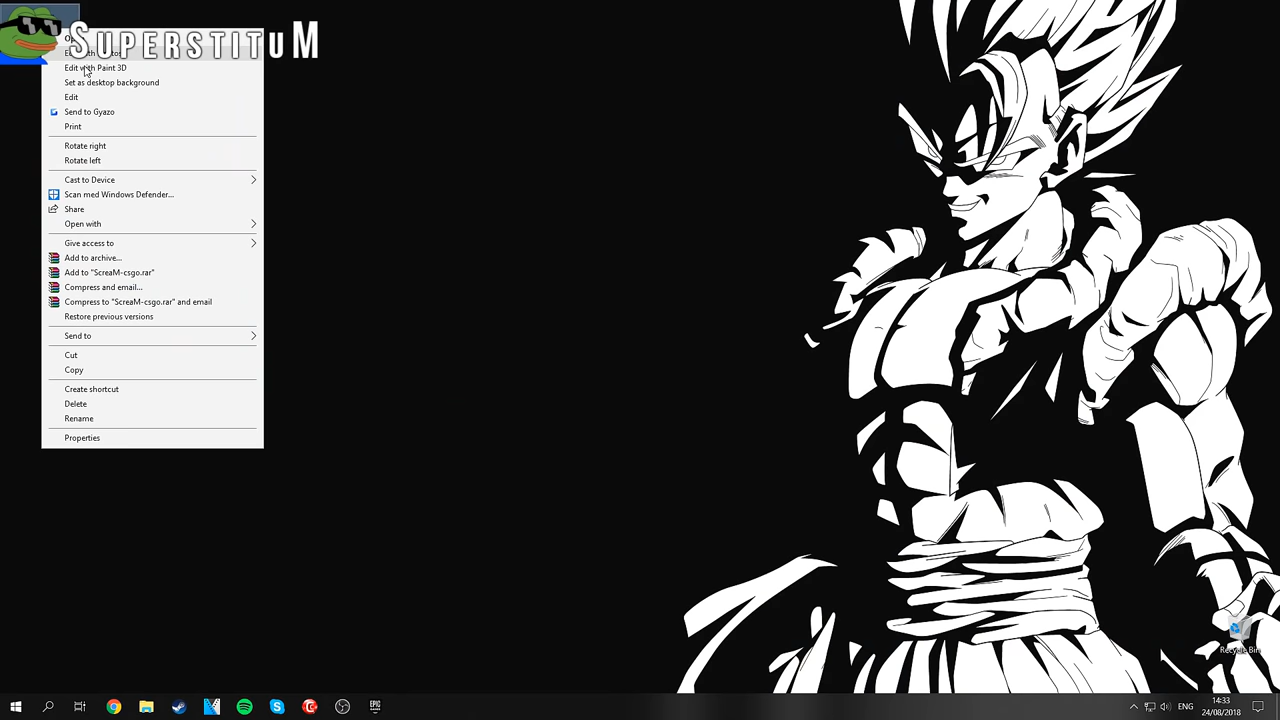 SUPERSTITUM
Edit with Paint 3D
Set as desktop background
Edit
Send to Gyazo
Print
Rotate right
Rotate left
Cast to Device
Scan med Windows Defender...
Share
Open with
Give access to
Add to archive...
Add to "ScreaM-csgo.rar"
Compress and email...
Compress to "ScreaM-csgo.rar" and email
Restore previous versions
Send to
Cut
Copy
Create shortcut
Delete
Rename
Properties
Recycle Bin
EPIC
ENG
14:33
24/08/2018